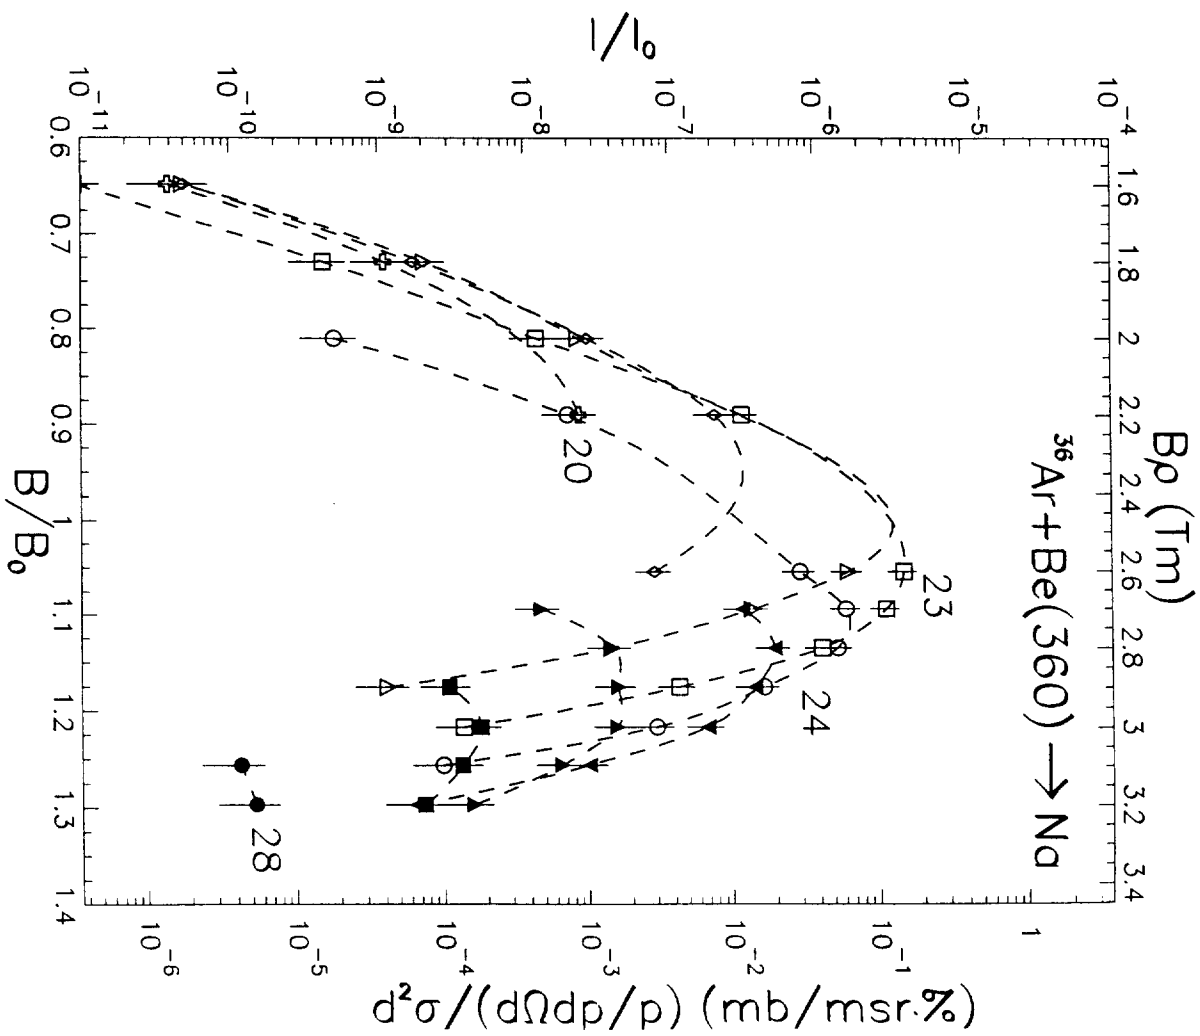 Bρ (Tm)
1.6 1.8 2 2.2 2.4 2.6 2.8 3 3.2 3.4
³⁶Ar+Be(360) → Na
I/I₀
10⁻⁴
10⁻⁵
10⁻⁶
10⁻⁷
10⁻⁸
10⁻⁹
10⁻¹⁰
10⁻¹¹
1
10⁻¹
10⁻²
10⁻³
10⁻⁴
10⁻⁵
10⁻⁶
d²σ/(dΩdp/p) (mb/msr·%)
23
24
20
28
0.6 0.7 0.8 0.9 1 1.1 1.2 1.3 1.4
B/B₀